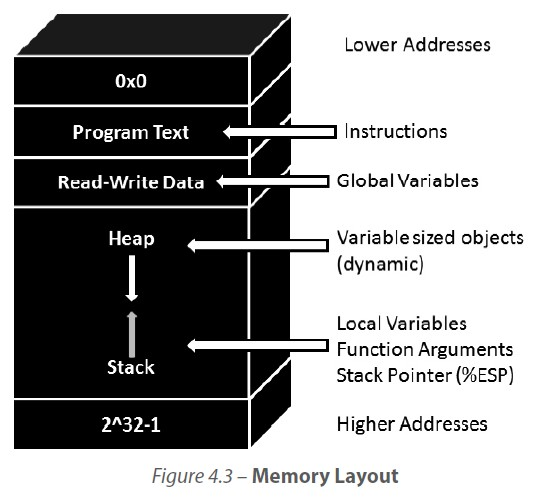 Lower Addresses
0x0
Program Text
Instructions
Read-Write Data
Global Variables
Heap
Variable sized objects
(dynamic)
Local Variables
Function Arguments
Stack Pointer (%ESP)
Stack
2^32-1
Higher Addresses
Figure 4.3 – Memory Layout